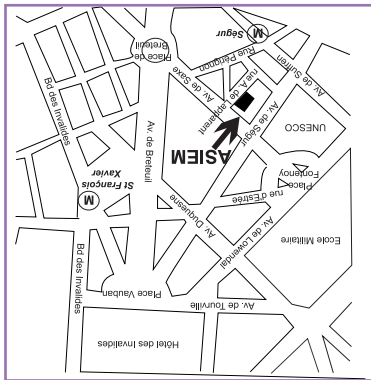 Hôtel des Invalides
Av. de Tourville
Place Vauban
Bd des Invalides
Ecole Militaire
Av. de Lowendal
Av. Duquesne
St François
Xavier
M
rue d'Estrée
Place
Fontenoy
Av. de Breteuil
ASIEM
UNESCO
Av. de Ségur
rue A. de
Lapparent
Av. de Saxe
Av. de Suffren
Rue Pérignon
Place de
Breteuil
Ségur
M
Bd des Invalides